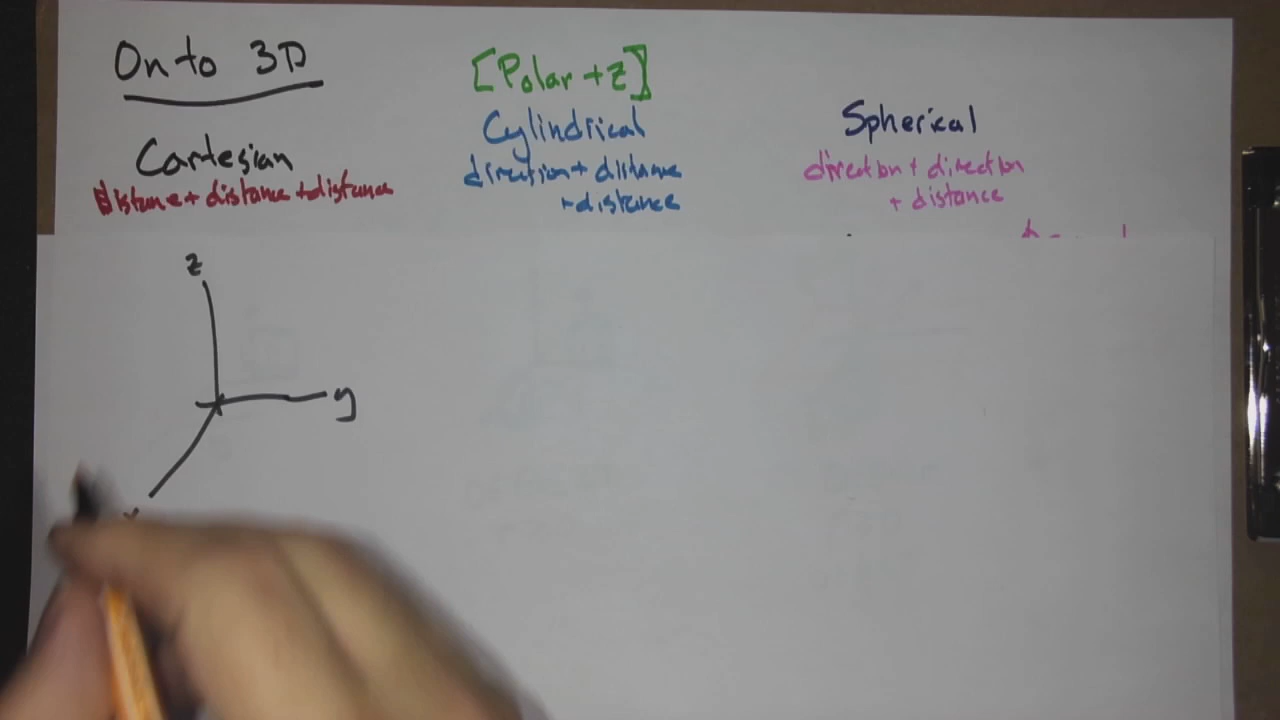 On to 3D
[Polar + z]
Cylindrical
direction + distance
+ distance
Spherical
direction + direction
+ distance
Cartesian
Distance + distance + distance
z
y
x